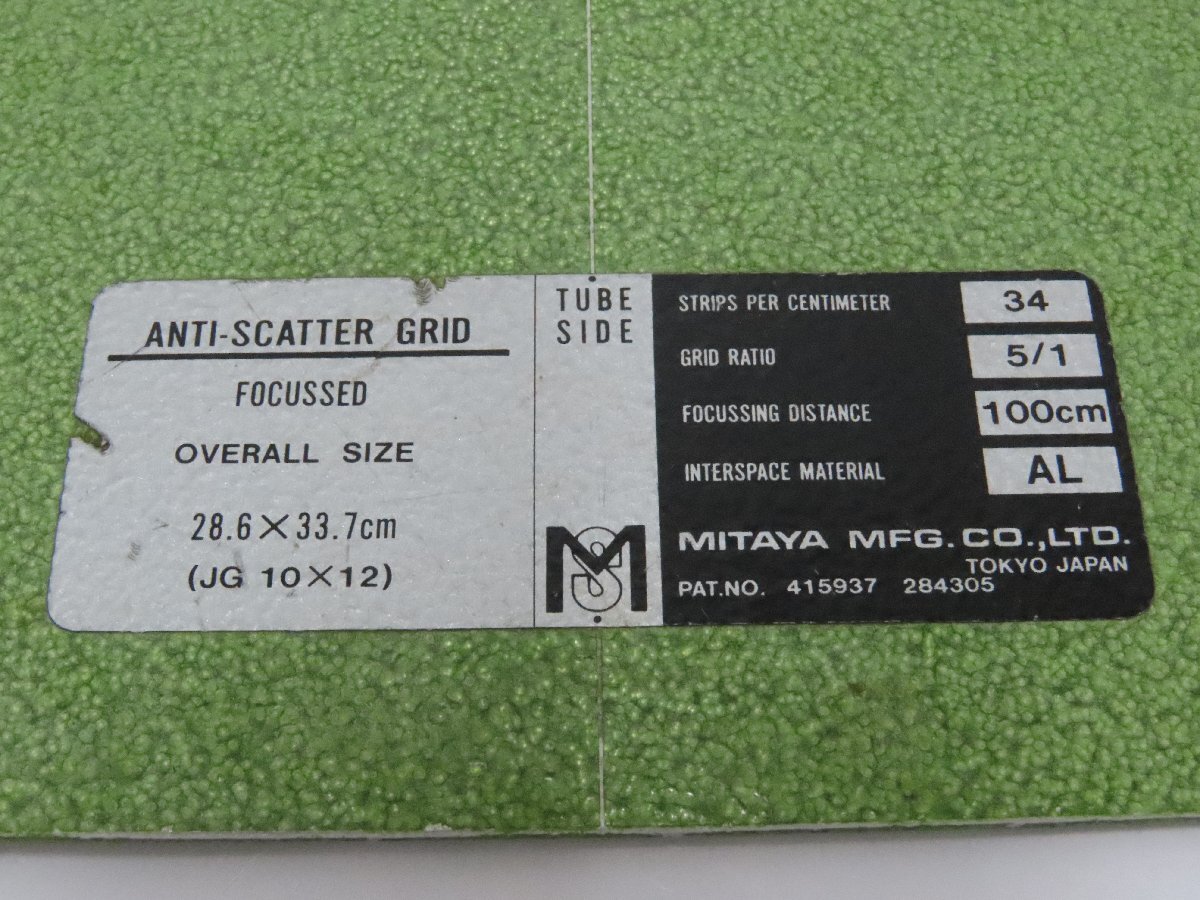 ANTI-SCATTER GRID
FOCUSSED
OVERALL SIZE
28.6×33.7cm
(JG 10×12)
TUBE
SIDE
MS
STRIPS PER CENTIMETER 34
GRID RATIO 5/1
FOCUSSING DISTANCE 100cm
INTERSPACE MATERIAL AL
MITAYA MFG.CO.,LTD.
TOKYO JAPAN
PAT.NO. 415937 284305